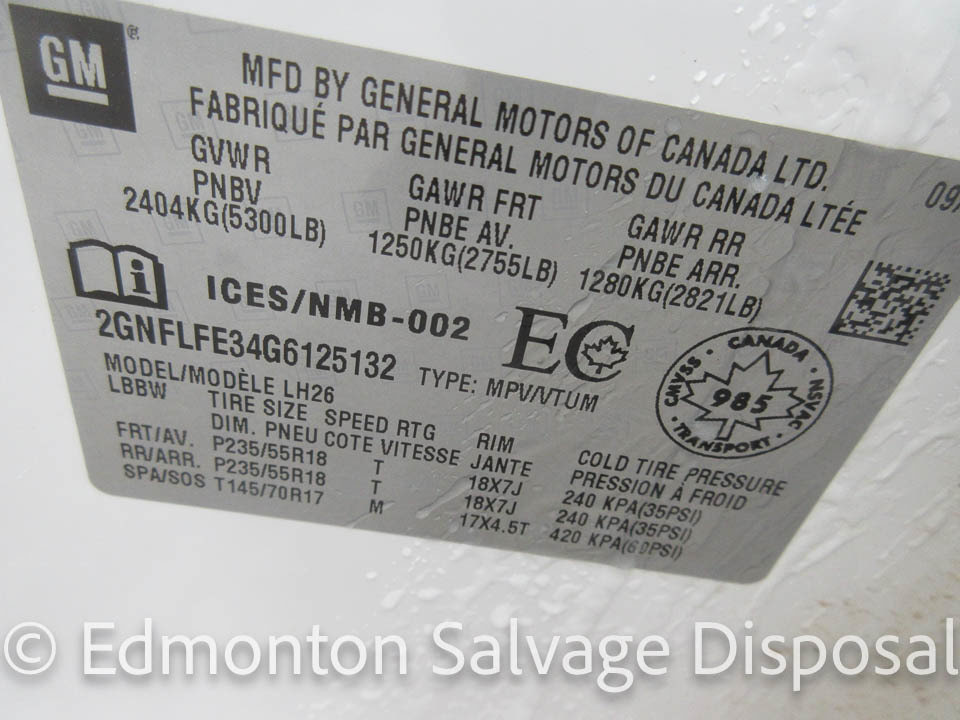 GM
MFD BY GENERAL MOTORS OF CANADA LTD.
FABRIQUÉ PAR GENERAL MOTORS DU CANADA LTÉE
09/
GVWR
PNBV
2404KG(5300LB)
GAWR FRT
PNBE AV.
1250KG(2755LB)
GAWR RR
PNBE ARR.
1280KG(2821LB)
ICES/NMB-002
EC
2GNFLFE34G6125132
TYPE: MPV/VTUM
CANADA
CMVSS
985
NSVAC
TRANSPORT
MODEL/MODÈLE LH26
LBBW TIRE SIZE SPEED RTG RIM COLD TIRE PRESSURE
DIM. PNEU COTE VITESSE JANTE PRESSION À FROID
FRT/AV. P235/55R18 T 18X7J 240 KPA(35PSI)
RR/ARR. P235/55R18 T 18X7J 240 KPA(35PSI)
SPA/SOS T145/70R17 M 17X4.5T 420 KPA(60PSI)
© Edmonton Salvage Disposal